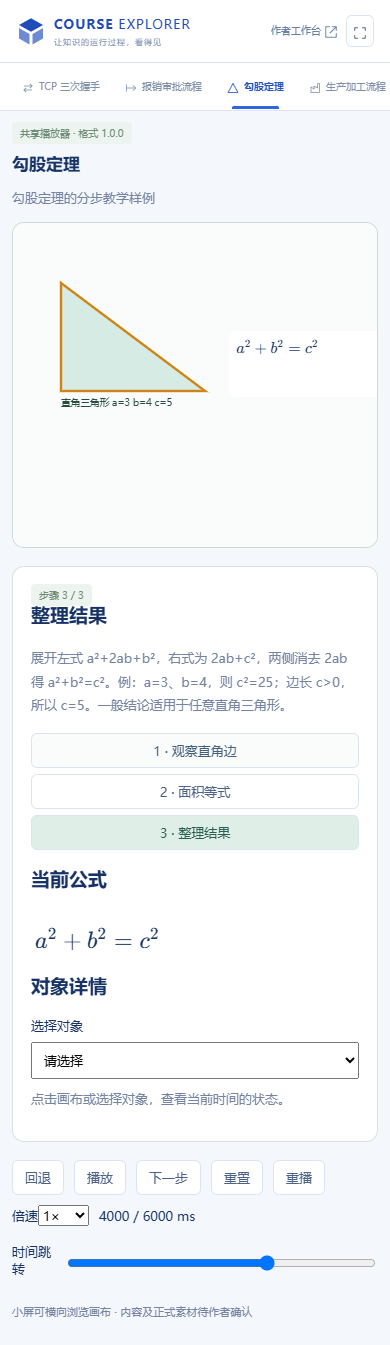 COURSE EXPLORER
让知识的运行过程，看得见
作者工作台
TCP 三次握手
报销审批流程
勾股定理
生产加工流程
共享播放器 · 格式 1.0.0
勾股定理
勾股定理的分步教学样例
a² + b² = c²
直角三角形 a=3 b=4 c=5
步骤 3 / 3
整理结果
展开左式 a²+2ab+b²，右式为 2ab+c²，两侧消去 2ab
得 a²+b²=c²。例：a=3、b=4，则 c²=25；边长 c>0，
所以 c=5。一般结论适用于任意直角三角形。
1 · 观察直角边
2 · 面积等式
3 · 整理结果
当前公式
a² + b² = c²
对象详情
选择对象
请选择
点击画布或选择对象，查看当前时间的状态。
回退
播放
下一步
重置
重播
倍速 1× 4000 / 6000 ms
时间跳
转
小屏可横向浏览画布 · 内容及正式素材待作者确认